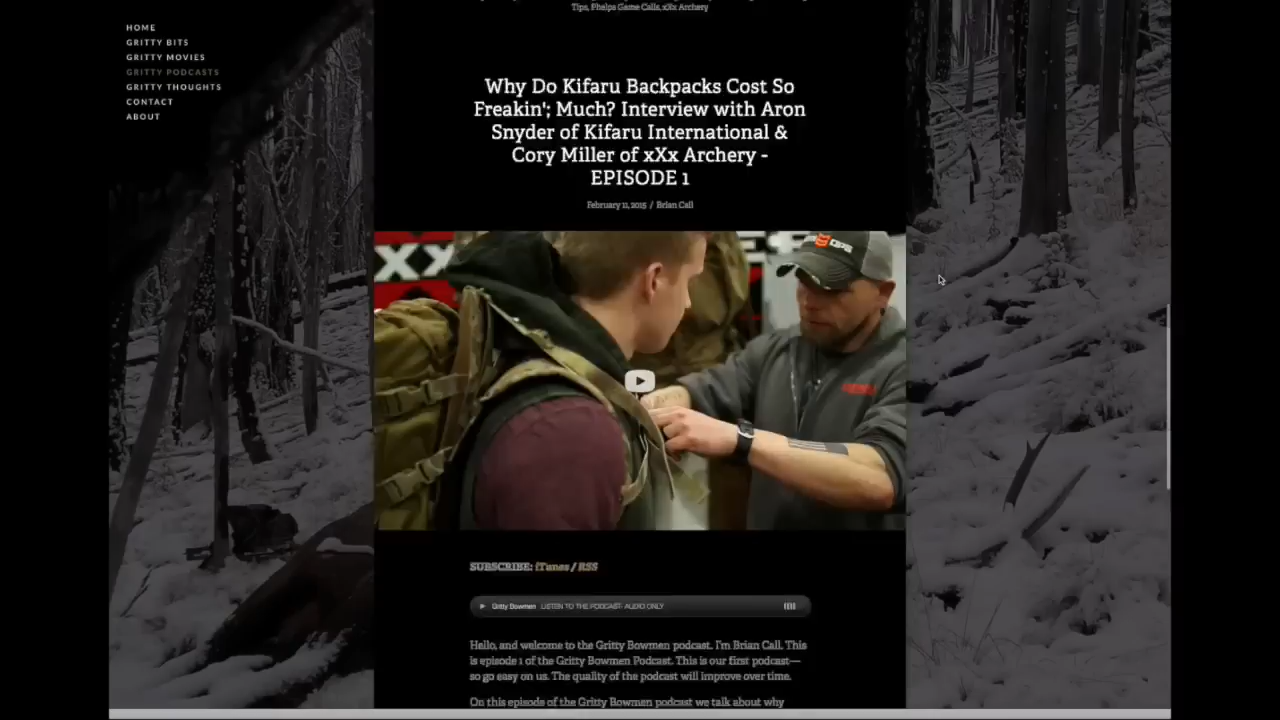 Tips, Phelps Game Calls, xXx Archery
HOME
GRITTY BITS
GRITTY MOVIES
GRITTY PODCASTS
GRITTY THOUGHTS
CONTACT
ABOUT
Why Do Kifaru Backpacks Cost So
Freakin'; Much? Interview with Aron
Snyder of Kifaru International &
Cory Miller of xXx Archery -
EPISODE 1
February 11, 2015 / Brian Call
XX
OPS
SUBSCRIBE: iTunes / RSS
Gritty Bowmen LISTEN TO THE PODCAST- AUDIO ONLY
Hello, and welcome to the Gritty Bowmen podcast. I'm Brian Call. This
is episode 1 of the Gritty Bowmen Podcast. This is our first podcast—
so go easy on us. The quality of the podcast will improve over time.
On this episode of the Gritty Bowmen podcast we talk about why